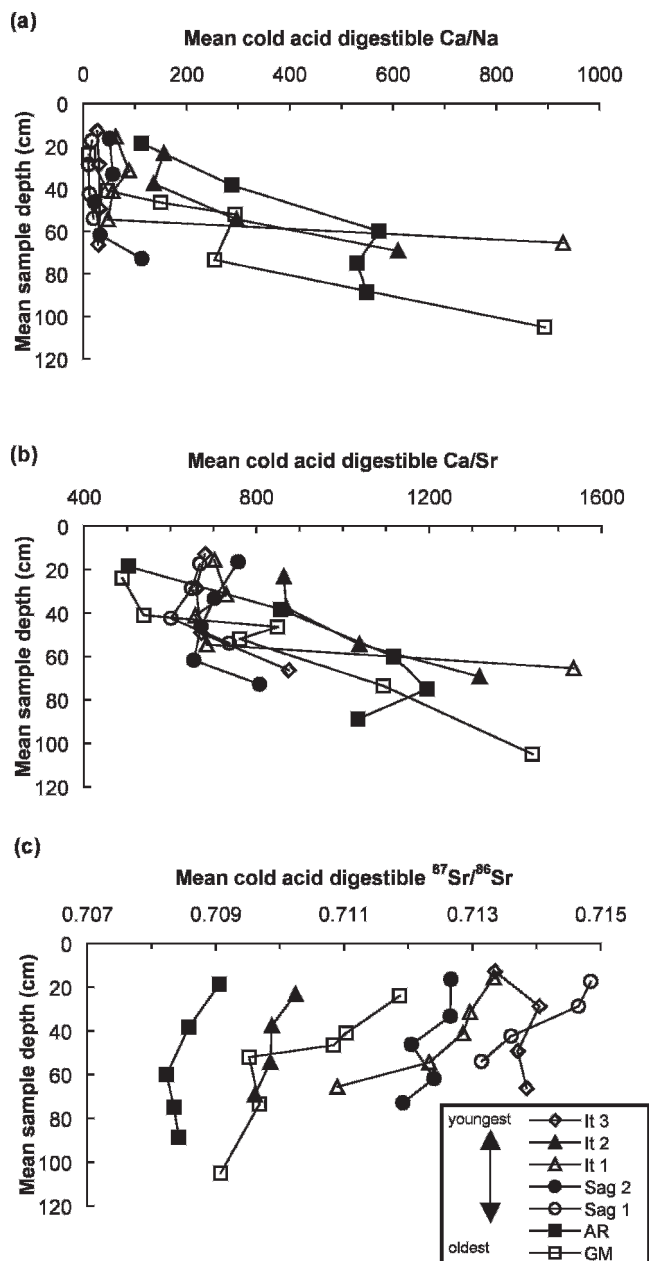 (a)
Mean cold acid digestible Ca/Na
0 200 400 600 800 1000
Mean sample depth (cm)
0
20
40
60
80
100
120
(b)
Mean cold acid digestible Ca/Sr
400 800 1200 1600
Mean sample depth (cm)
0
20
40
60
80
100
120
(c)
Mean cold acid digestible ⁸⁷Sr/⁸⁶Sr
0.707 0.709 0.711 0.713 0.715
Mean sample depth (cm)
0
20
40
60
80
100
120
youngest
oldest
It 3
It 2
It 1
Sag 2
Sag 1
AR
GM